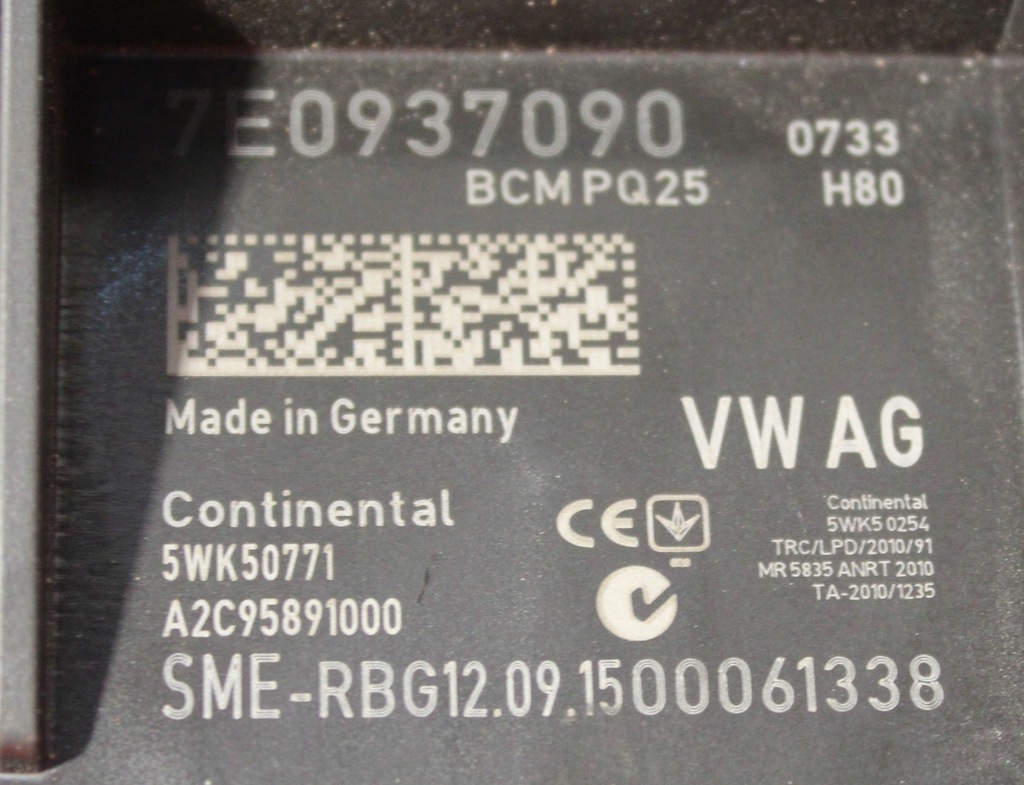 7E0937090
0733
BCM PQ25
H80
Made in Germany
VW AG
Continental
5WK50771
A2C95891000
CE
Continental
5WK5 0254
TRC/LPD/2010/91
MR 5835 ANRT 2010
TA-2010/1235
SME-RBG12.09.1500061338